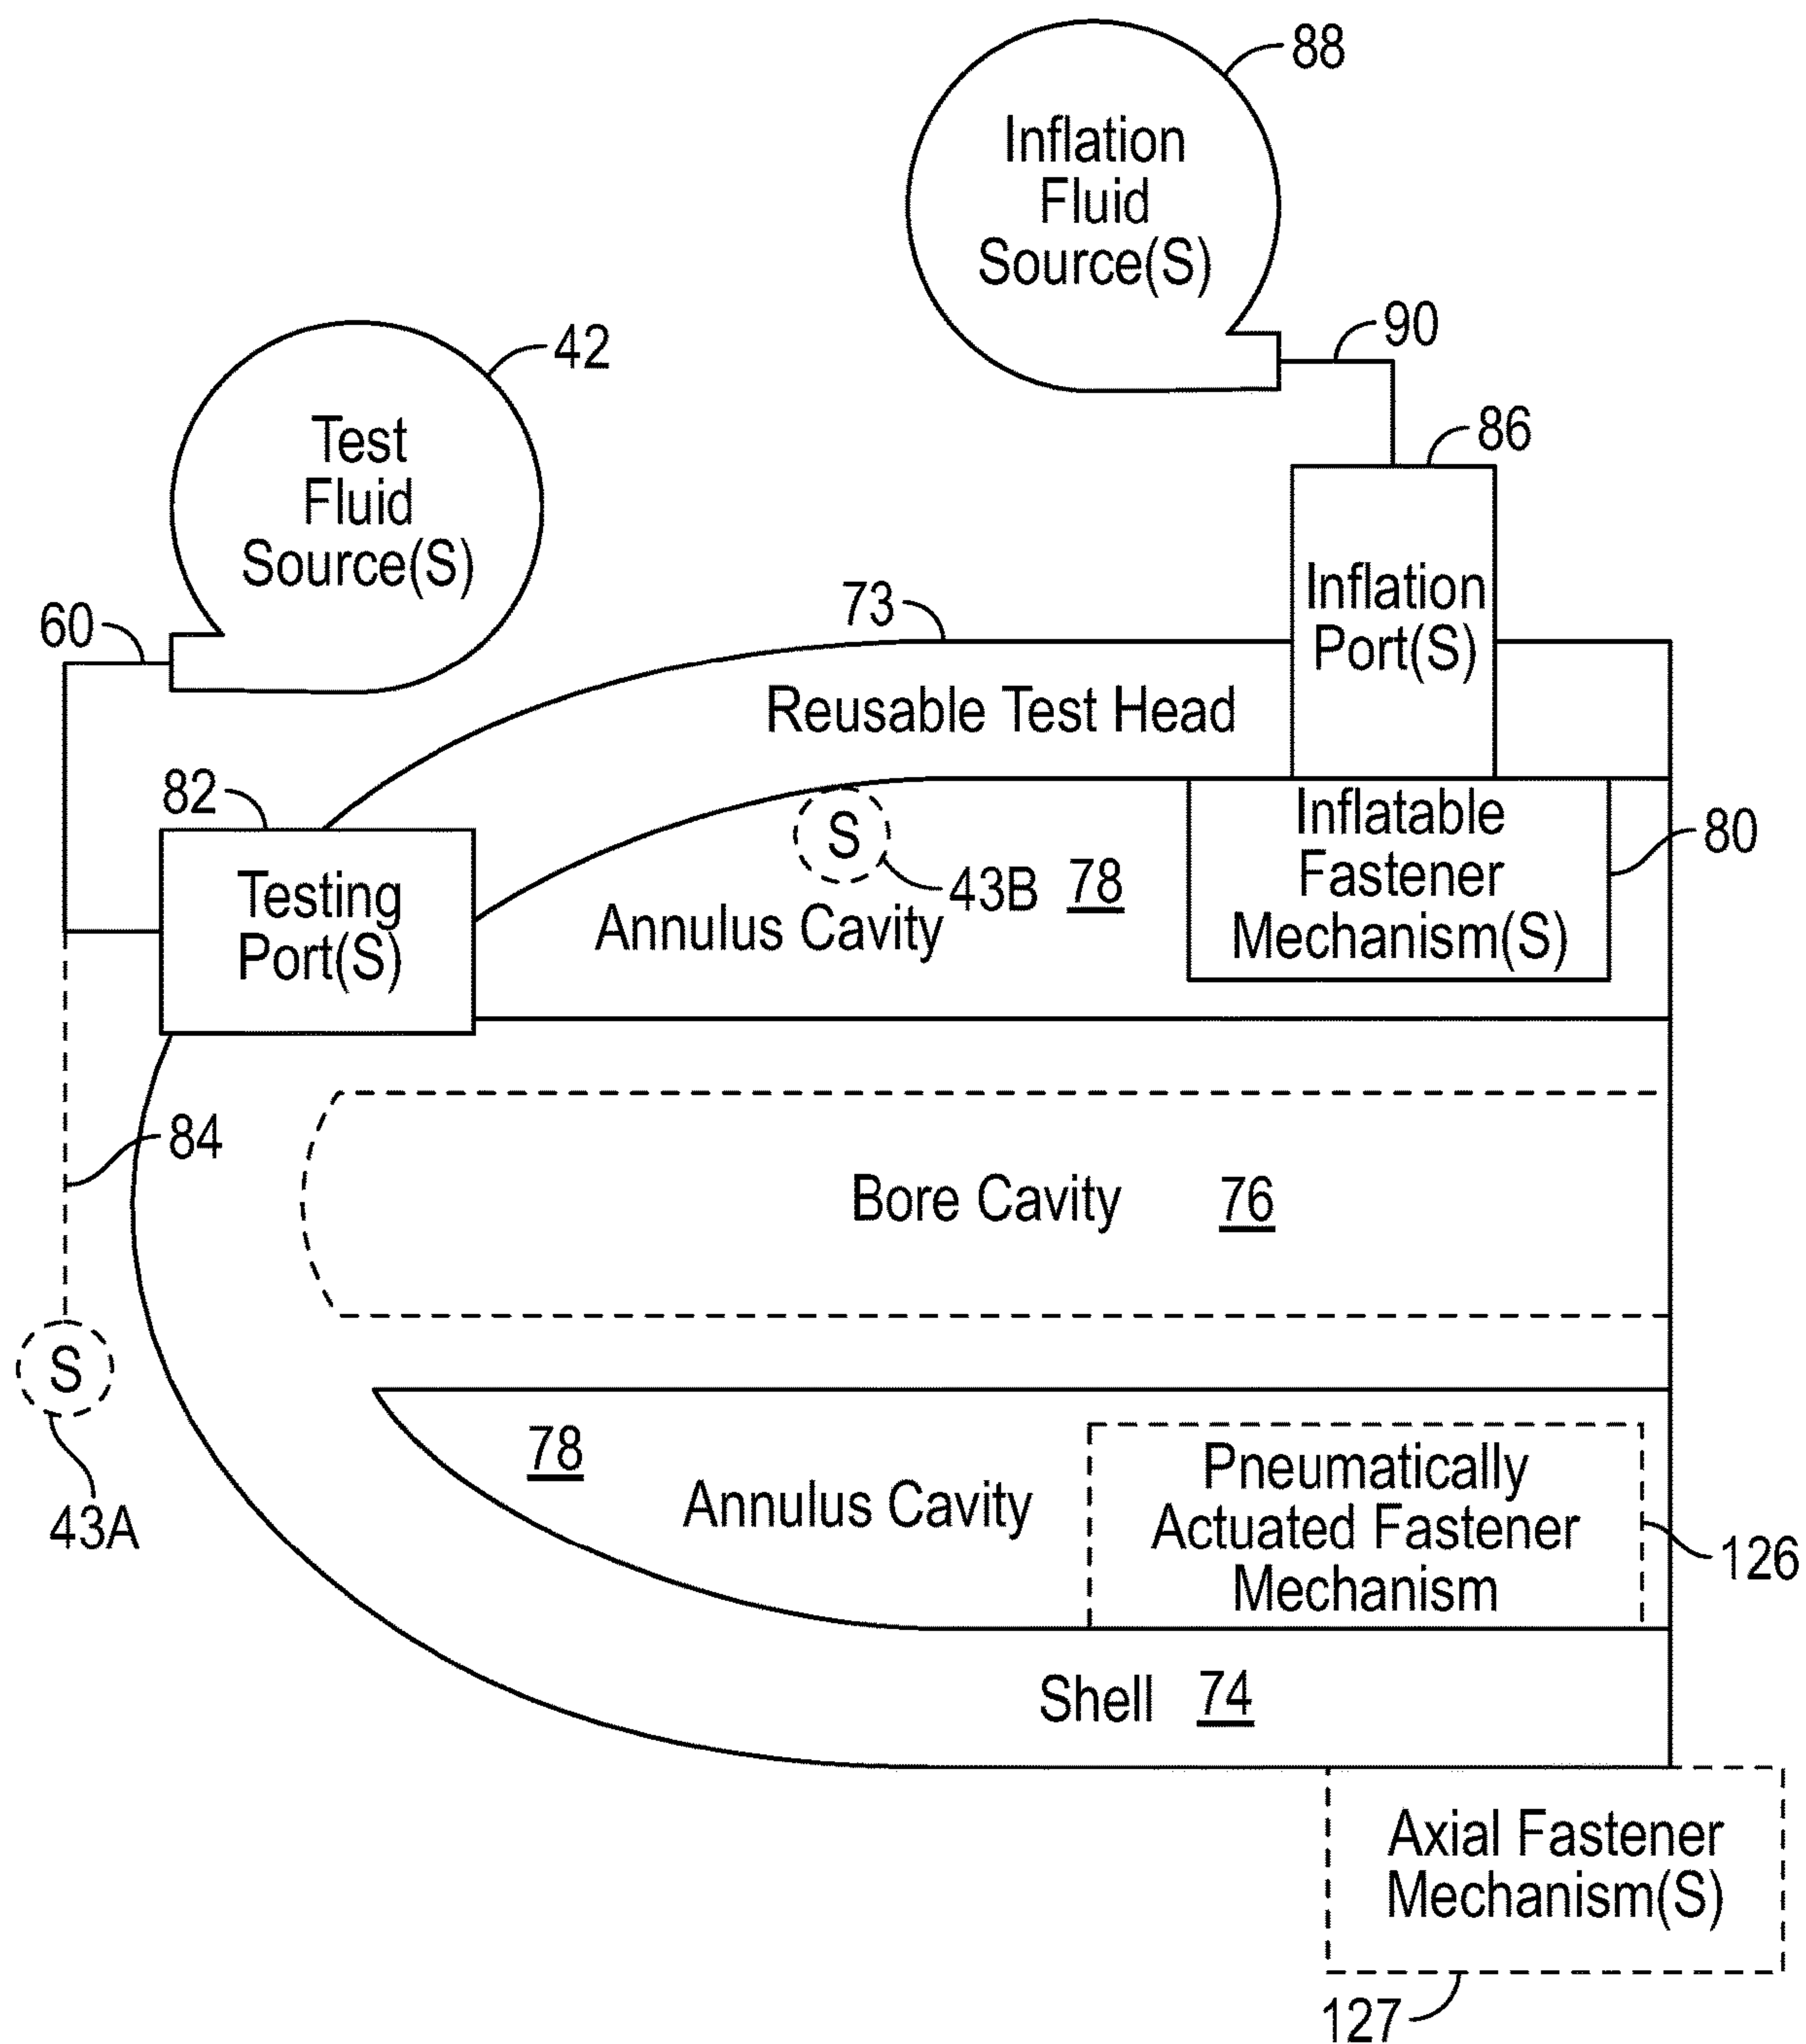 88
Inflation
Fluid
Source(S)
90
42
Test
Fluid
Source(S)
86
60
73
Inflation
Port(S)
Reusable Test Head
82
Testing
Port(S)
S
43B
78
Annulus Cavity
Inflatable
Fastener
Mechanism(S)
80
84
Bore Cavity 76
S
43A
78
Annulus Cavity
Pneumatically
Actuated Fastener
Mechanism
126
Shell 74
Axial Fastener
Mechanism(S)
127